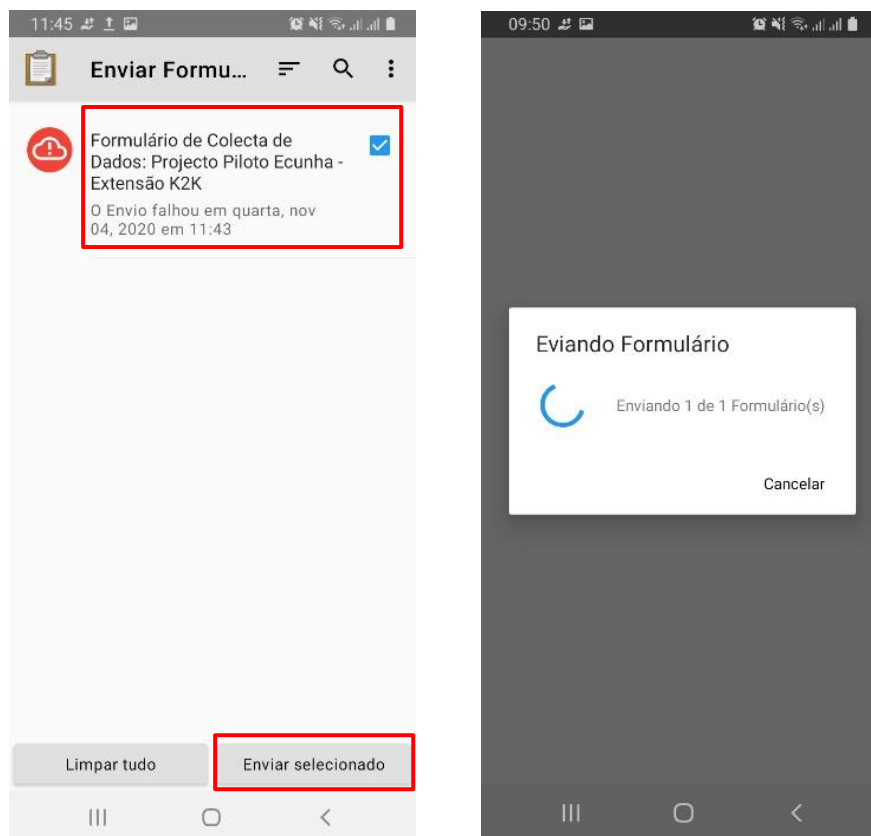 11:45
Enviar Formu...
Formulário de Colecta de
Dados: Projecto Piloto Ecunha -
Extensão K2K
O Envio falhou em quarta, nov
04, 2020 em 11:43
Limpar tudo
Enviar selecionado
09:50
Eviando Formulário
Enviando 1 de 1 Formulário(s)
Cancelar